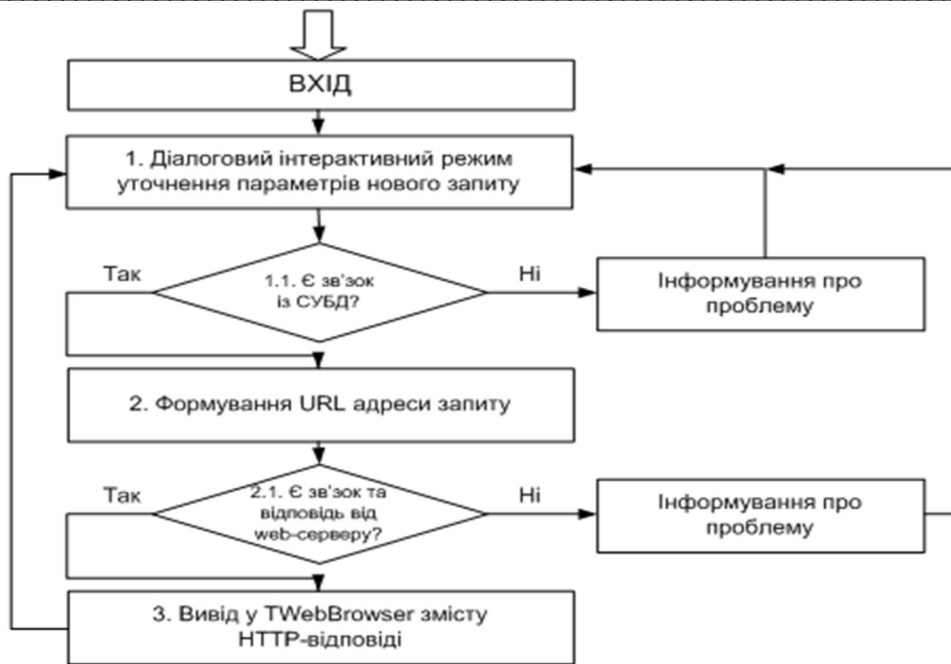 ВХІД
1. Діалоговий інтерактивний режим
уточнення параметрів нового запиту
Так
1.1. Є зв'язок
із СУБД?
Ні
Інформування про
проблему
2. Формування URL адреси запиту
Так
2.1. Є зв'язок та
відповідь від
web-серверу?
Ні
Інформування про
проблему
3. Вивід у TWebBrowser змісту
HTTP-відповіді